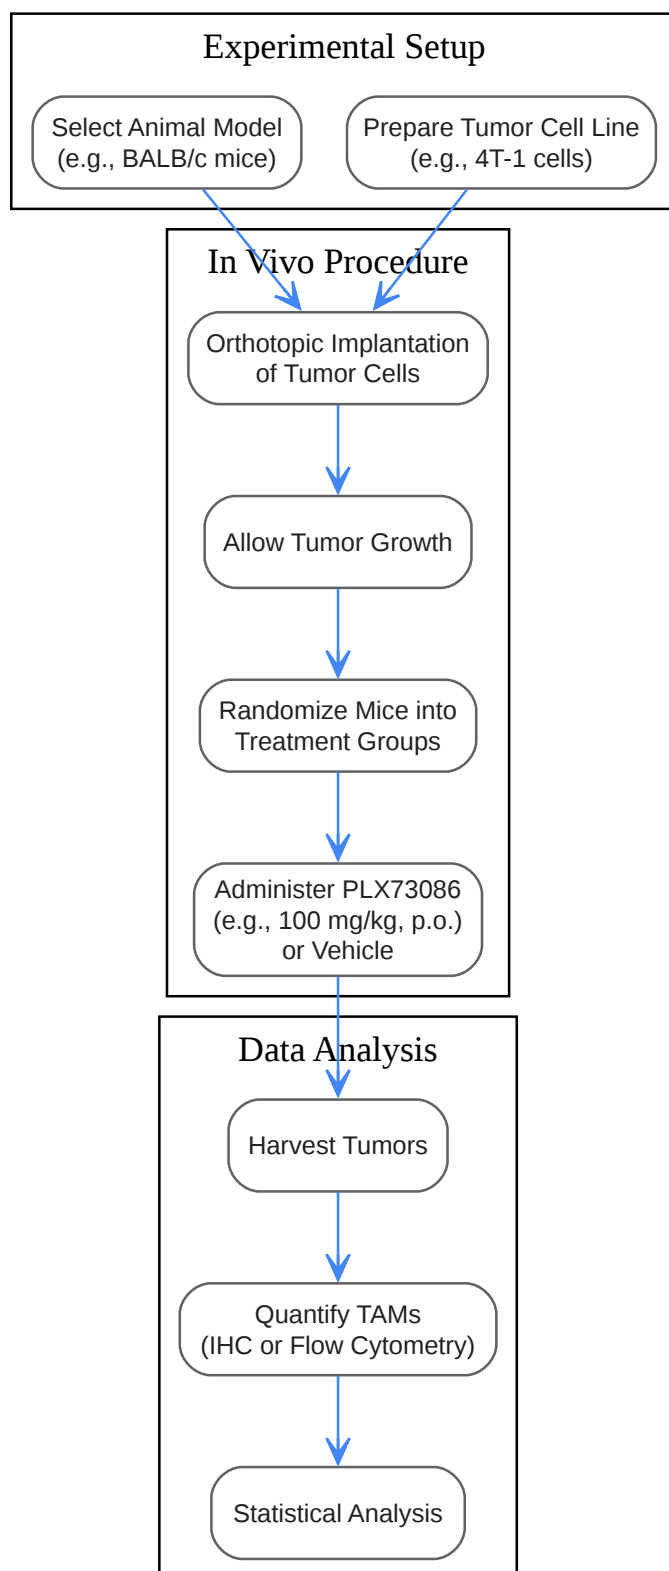 Experimental Setup
Select Animal Model
(e.g., BALB/c mice)
Prepare Tumor Cell Line
(e.g., 4T-1 cells)
In Vivo Procedure
Orthotopic Implantation
of Tumor Cells
Allow Tumor Growth
Randomize Mice into
Treatment Groups
Administer PLX73086
(e.g., 100 mg/kg, p.o.)
or Vehicle
Data Analysis
Harvest Tumors
Quantify TAMs
(IHC or Flow Cytometry)
Statistical Analysis